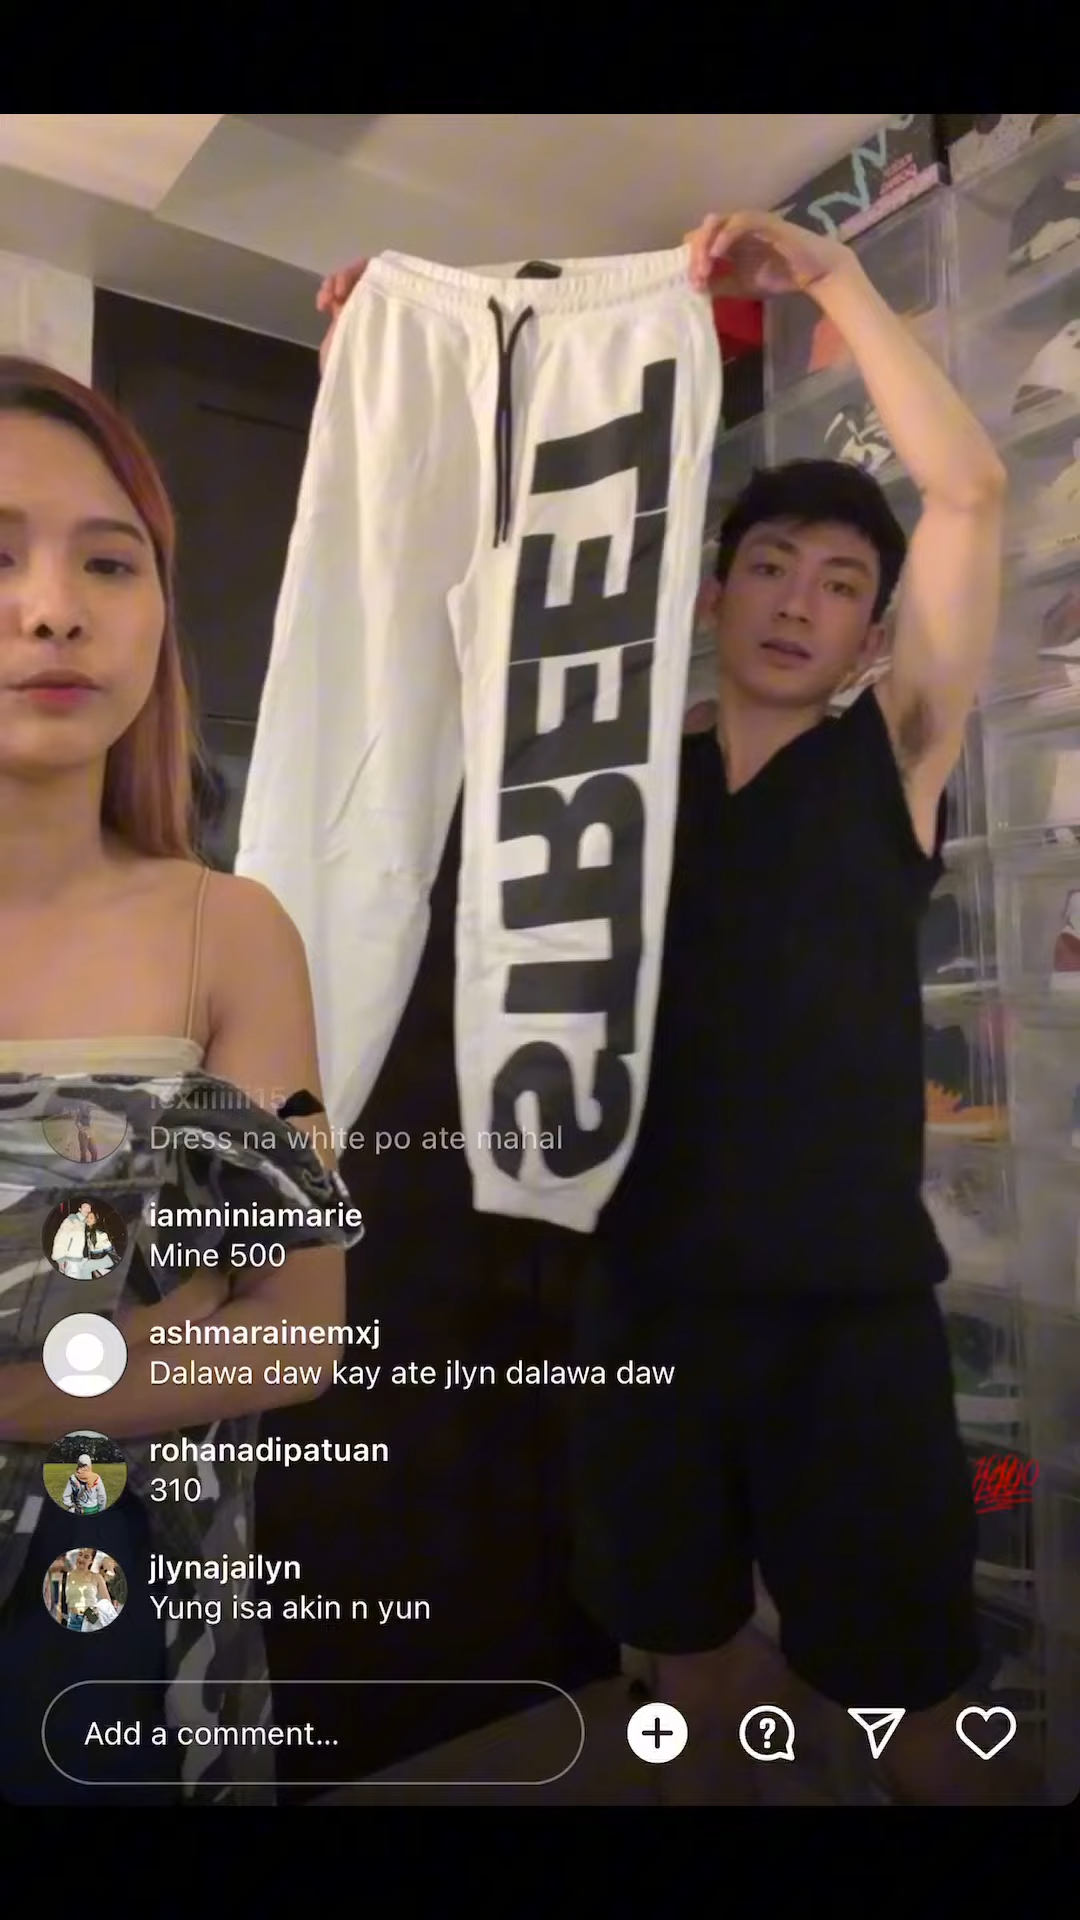 STREET
lexiiiiiii15
Dress na white po ate mahal
iamniniamarie
Mine 500
ashmarainemxj
Dalawa daw kay ate jlyn dalawa daw
rohanadipatuan
310
jlynajailyn
Yung isa akin n yun
Add a comment...